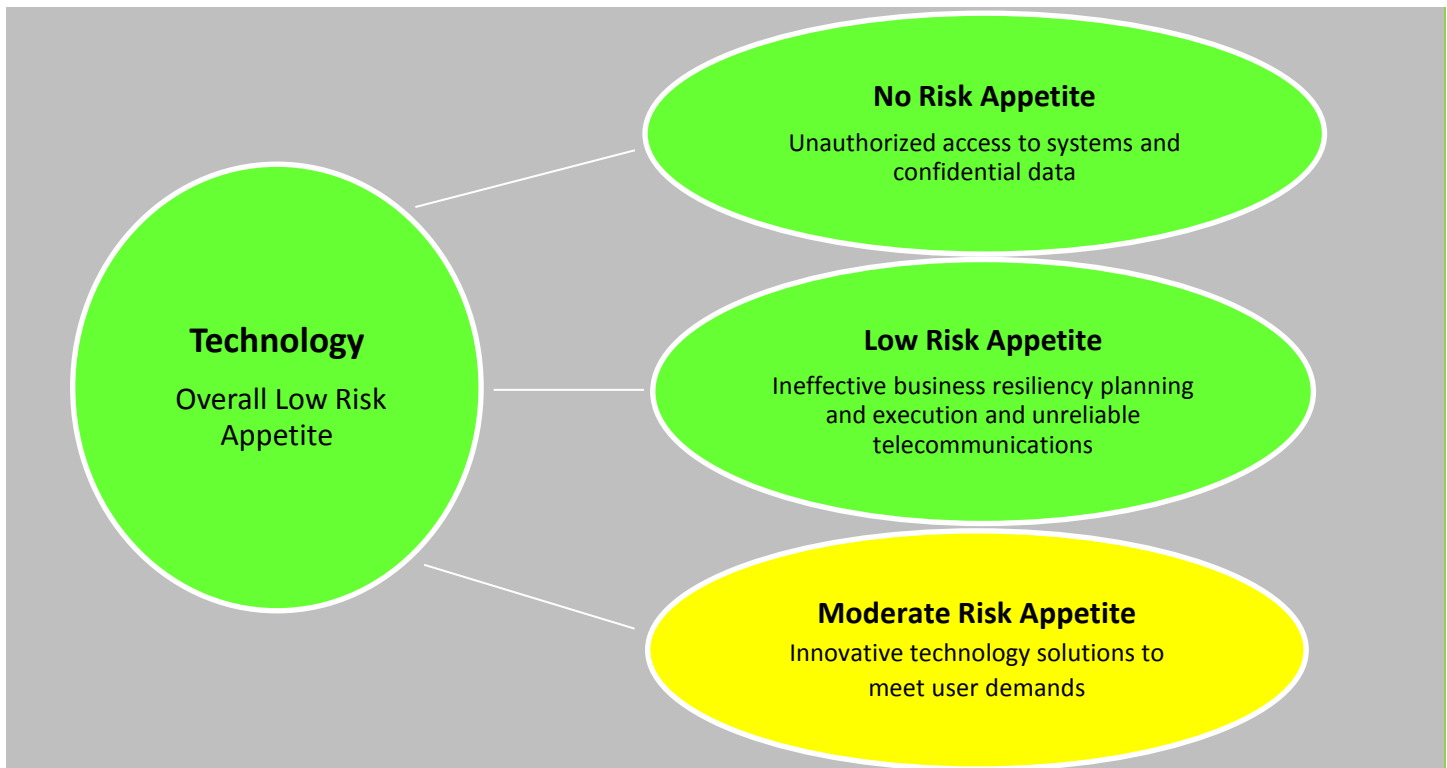 Technology
Overall Low Risk
Appetite
No Risk Appetite
Unauthorized access to systems and
confidential data
Low Risk Appetite
Ineffective business resiliency planning
and execution and unreliable
telecommunications
Moderate Risk Appetite
Innovative technology solutions to
meet user demands